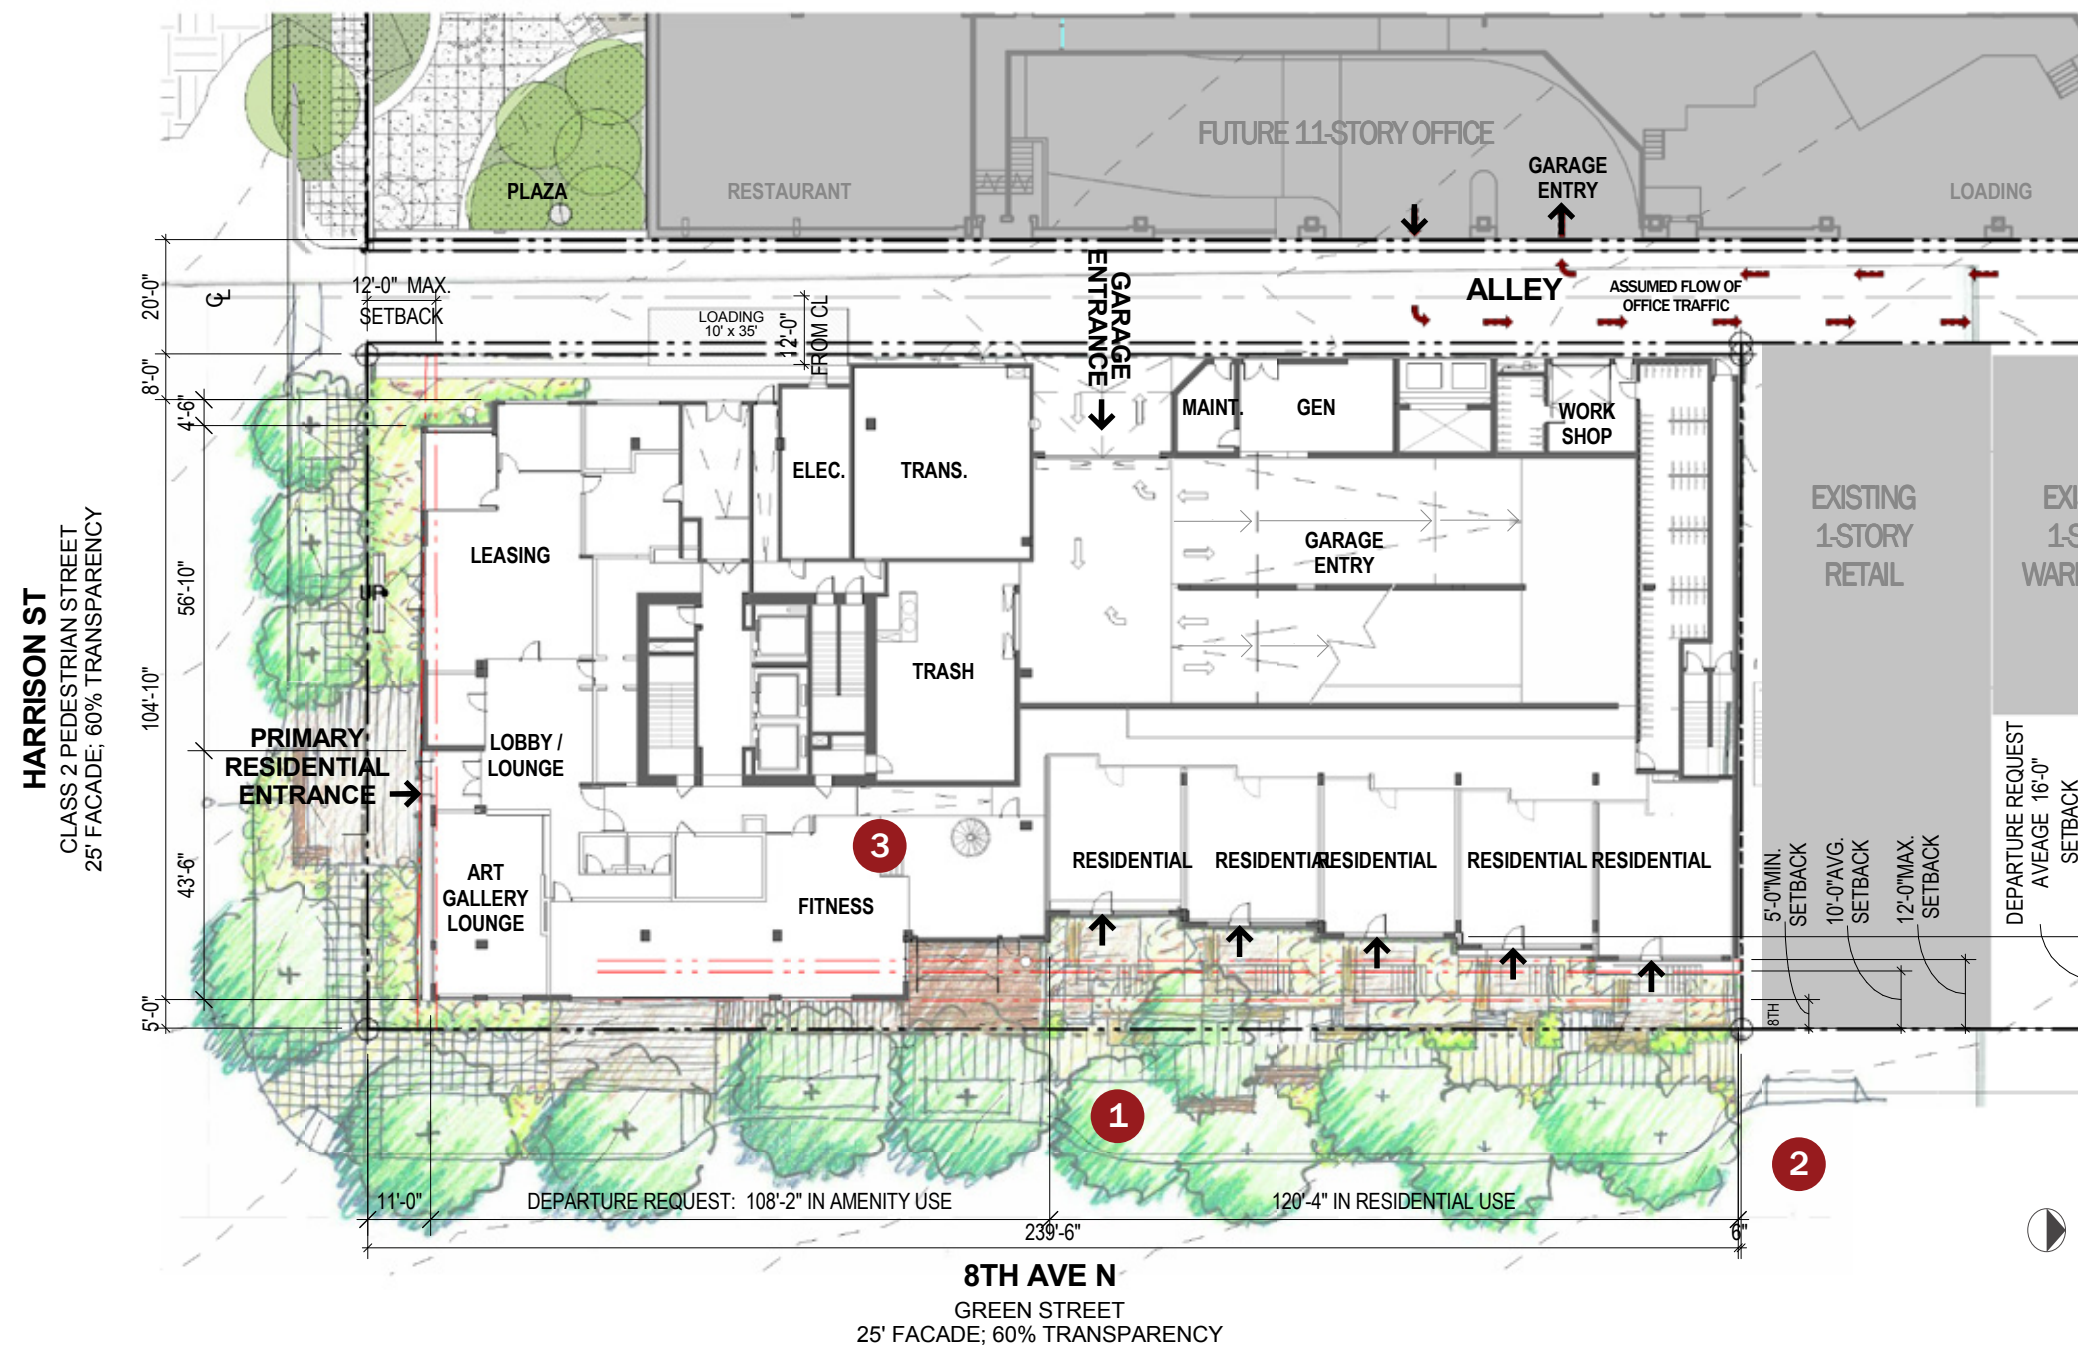 FUTURE 11-STORY OFFICE
GARAGE
ENTRY
PLAZA
RESTAURANT
LOADING
20'-0"
CL
12'-0" MAX.
SETBACK
LOADING
10' x 35'
12'-0"
FROM CL
GARAGE
ENTRANCE
ALLEY
ASSUMED FLOW OF
OFFICE TRAFFIC
8'-0"
4'-6"
MAINT.
GEN
WORK
SHOP
ELEC.
TRANS.
LEASING
GARAGE
ENTRY
EXISTING
1-STORY
RETAIL
EXI
1-S
WAR
HARRISON ST
CLASS 2 PEDESTRIAN STREET
25' FACADE; 60% TRANSPARENCY
56'-10"
104'-10"
UP
TRASH
PRIMARY
RESIDENTIAL
ENTRANCE
LOBBY /
LOUNGE
43'-6"
ART
GALLERY
LOUNGE
3
FITNESS
RESIDENTIAL
RESIDENTIAL
RESIDENTIAL
RESIDENTIAL
RESIDENTIAL
5'-0"MIN.
SETBACK
10'-0"AVG.
SETBACK
12'-0"MAX.
SETBACK
DEPARTURE REQUEST
AVEAGE 16'-0"
SETBACK
5'-0"
8TH
1
2
11'-0"
DEPARTURE REQUEST: 108'-2" IN AMENITY USE
120'-4" IN RESIDENTIAL USE
239'-6"
6"
8TH AVE N
GREEN STREET
25' FACADE; 60% TRANSPARENCY